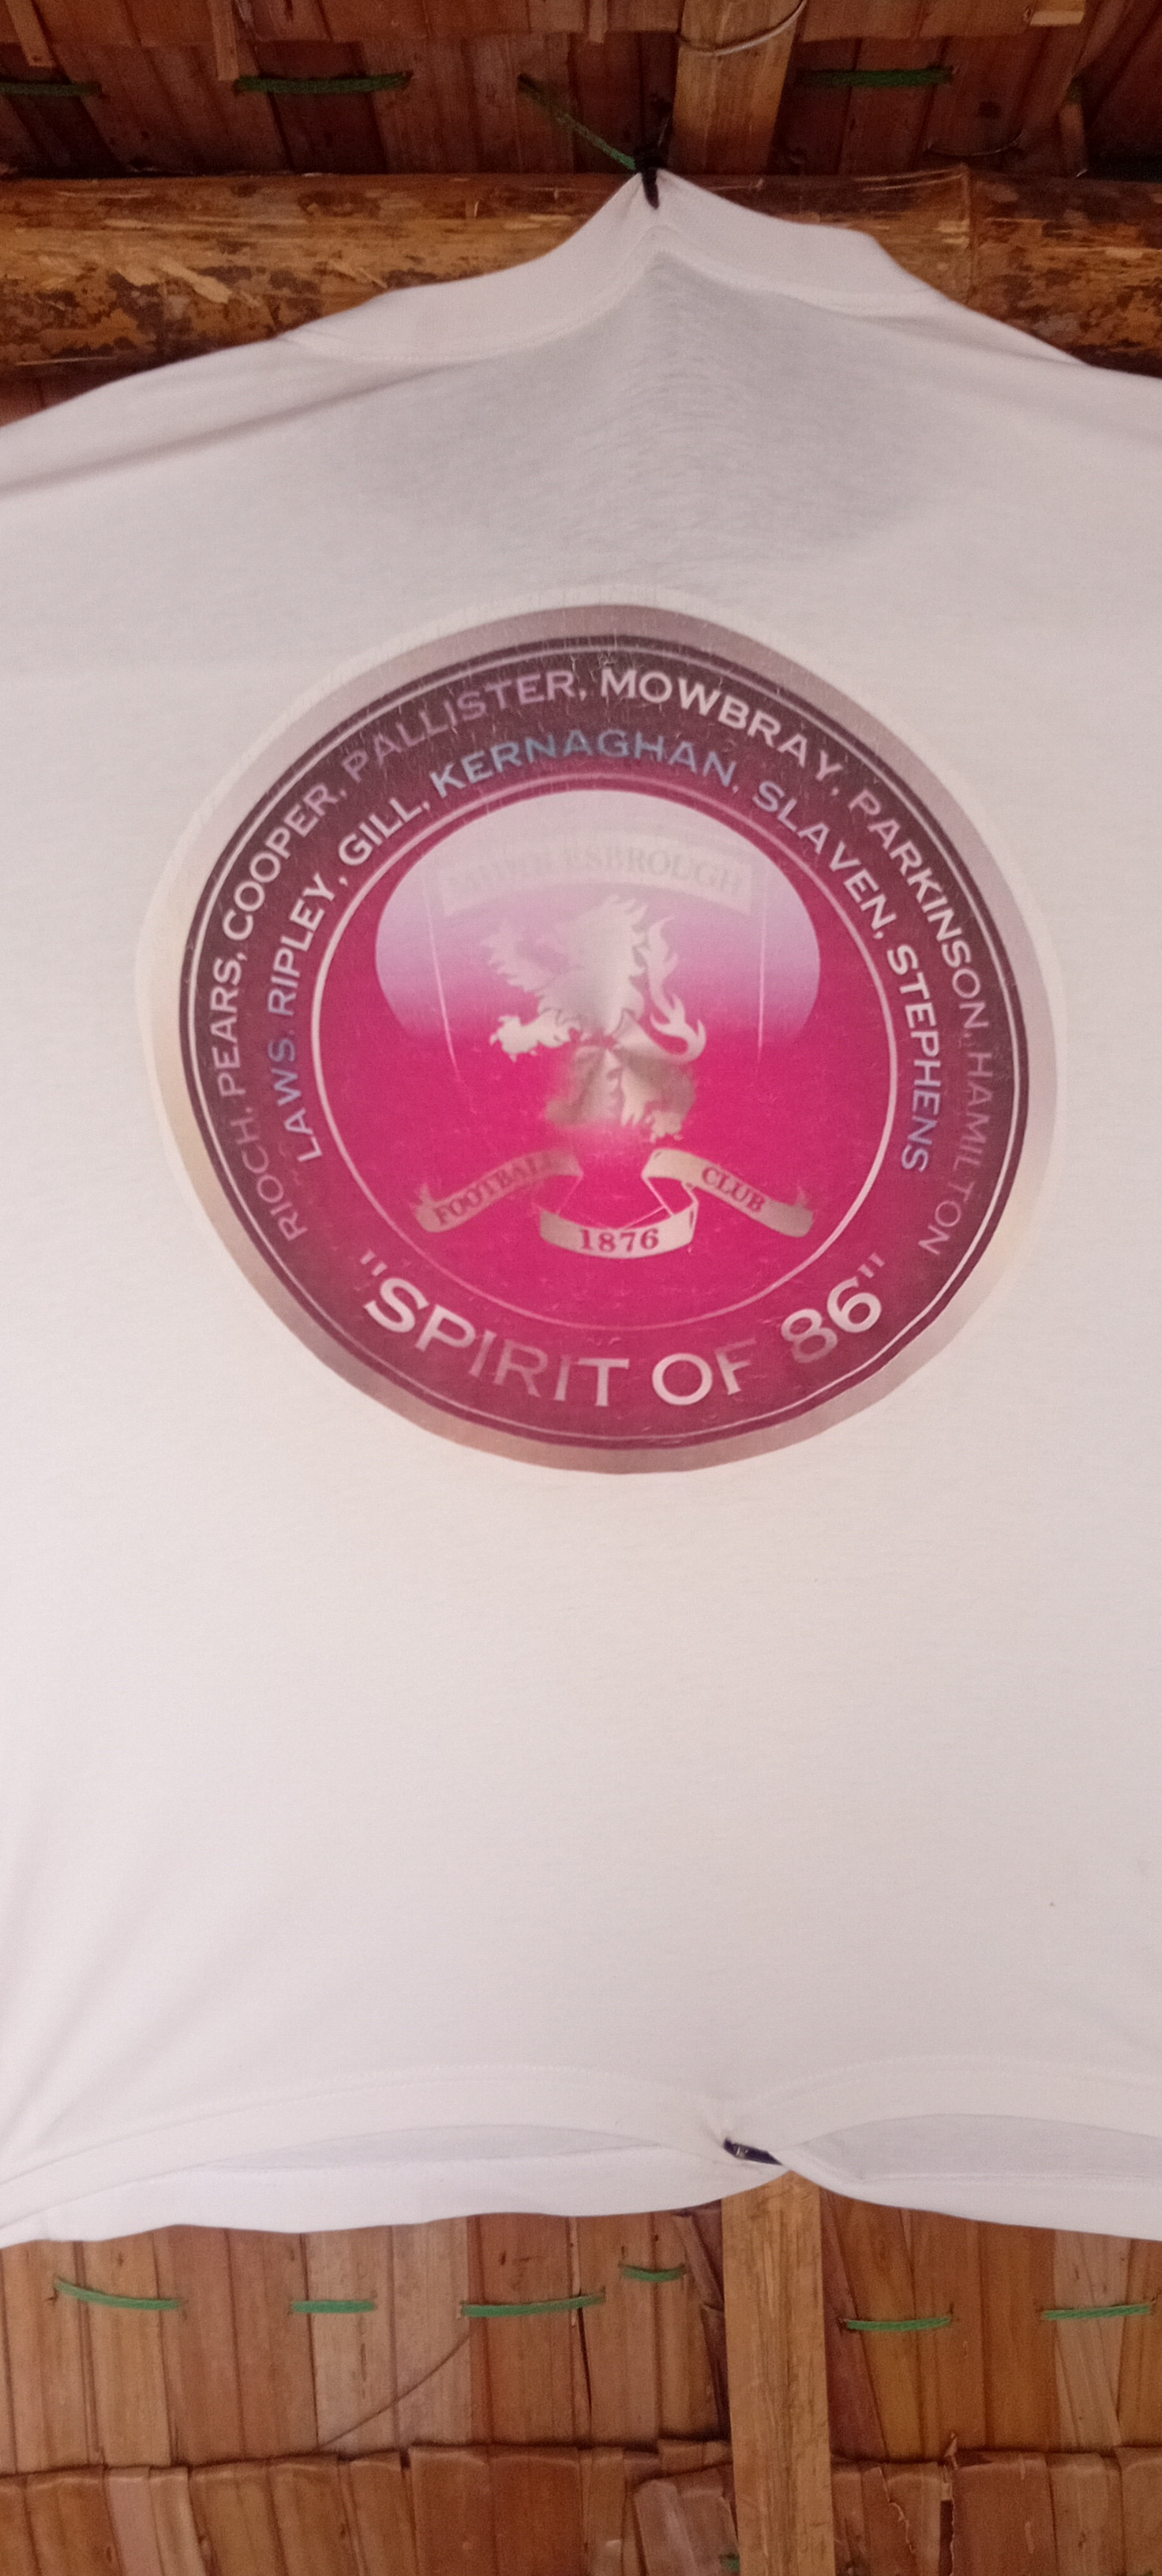 RIOCH, PEARS, COOPER, PALLISTER, MOWBRAY, PARKINSON, HAMILTON
LAWS, RIPLEY, GILL, KERNAGHAN, SLAVEN, STEPHENS
MIDDLESBROUGH
FOOTBALL CLUB
1876
"SPIRIT OF 86"